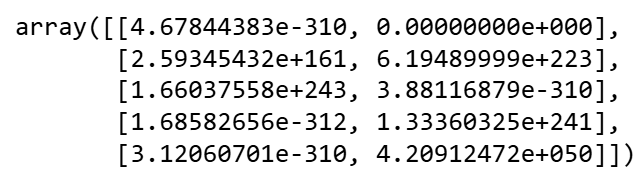 array([[4.67844383e-310, 0.00000000e+000],
       [2.59345432e+161, 6.19489999e+223],
       [1.66037558e+243, 3.88116879e-310],
       [1.68582656e-312, 1.33360325e+241],
       [3.12060701e-310, 4.20912472e+050]])